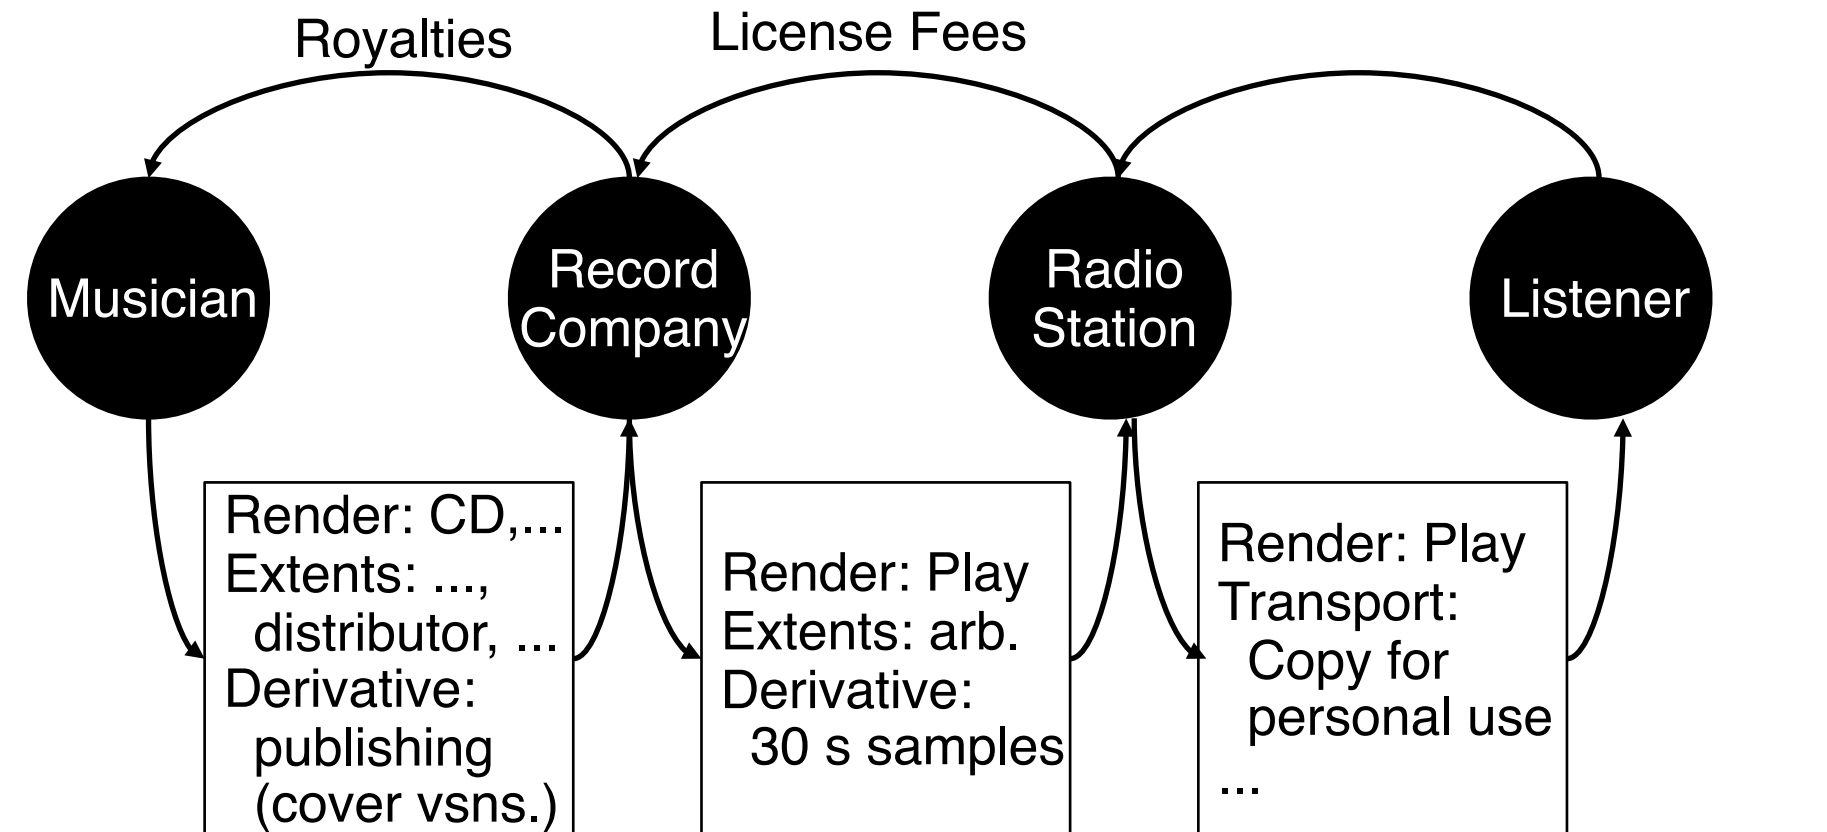 Royalties
License Fees
Musician
Record
Company
Radio
Station
Listener
Render: CD,...
Extents: ...,
distributor, ...
Derivative:
publishing
(cover vsns.)
Render: Play
Extents: arb.
Derivative:
30 s samples
Render: Play
Transport:
Copy for
personal use
...